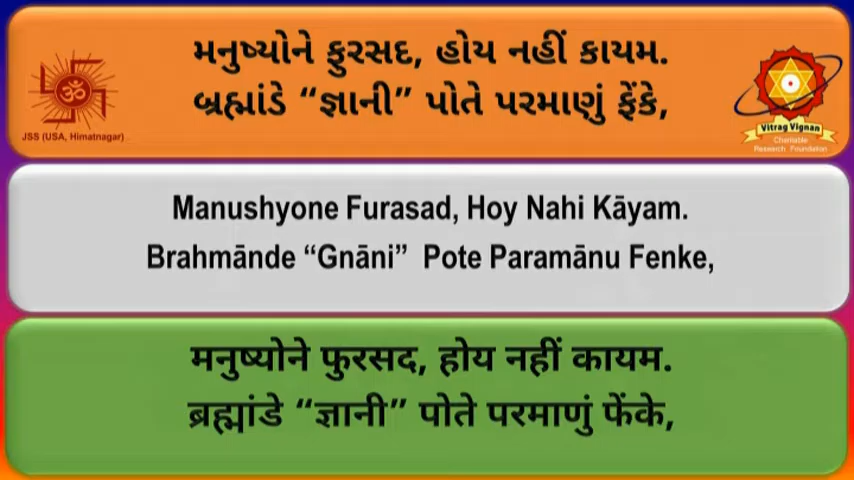 મનુષ્યોને ફુરસદ, હોય નહીં કાયમ.
બ્રહ્માંડે “જ્ઞાની” પોતે પરમાણું ફેંકે,
ॐ
JSS (USA, Himatnagar)
Vitrag Vignan
Charitable
Research Foundation
Manushyone Furasad, Hoy Nahi Kāyam.
Brahmānde “Gnāni” Pote Paramānu Fenke,
मनुष्योने फुरसद, होय नहीं कायम.
ब्रह्मांडे “ज्ञानी” पोते परमाणुं फेंके,